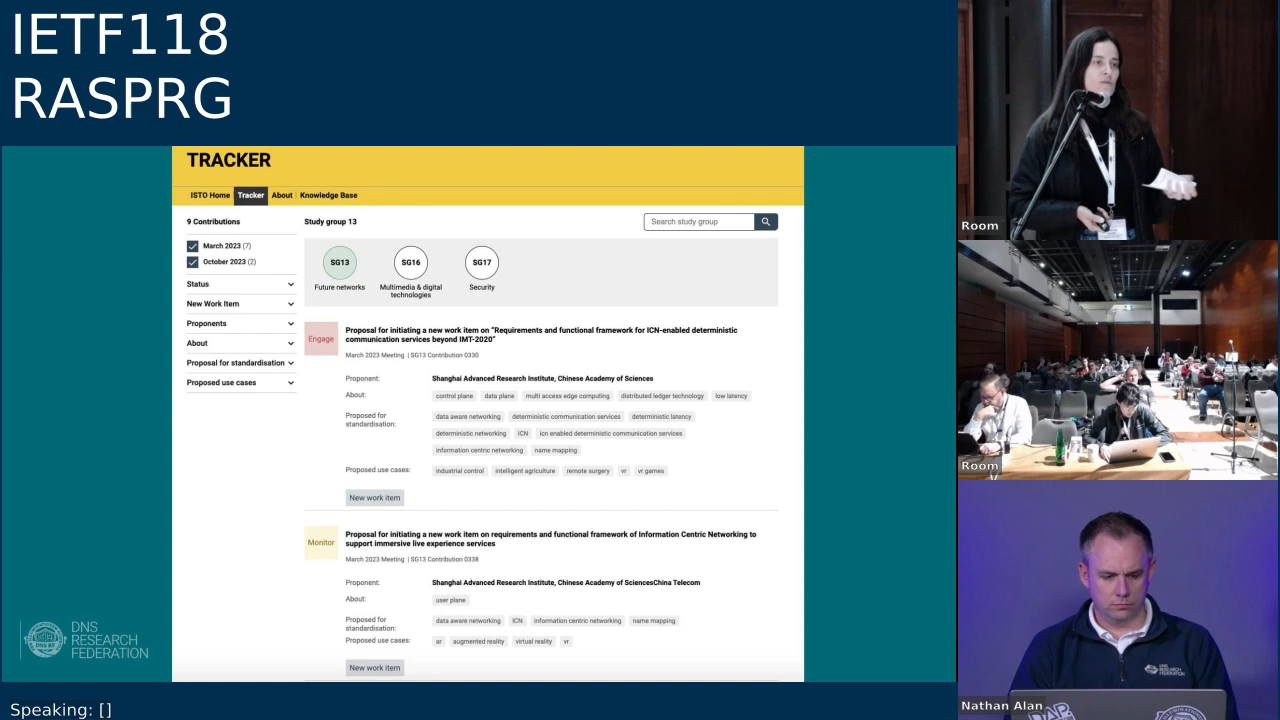 IETF118
RASPRG
TRACKER
ISTO Home Tracker About Knowledge Base
9 Contributions
March 2023 (7)
October 2023 (2)
Status
New Work Item
Proponents
About
Proposal for standardisation
Proposed use cases
Study group 13
Search study group
SG13
Future networks
SG16
Multimedia & digital
technologies
SG17
Security
Engage
Proposal for initiating a new work item on "Requirements and functional framework for ICN-enabled deterministic
communication services beyond IMT-2020"
March 2023 Meeting | SG13 Contribution 0330
Proponent: Shanghai Advanced Research Institute, Chinese Academy of Sciences
About: control plane data plane multi access edge computing distributed ledger technology low latency
Proposed for
standardisation:
data aware networking deterministic communication services deterministic latency
deterministic networking ICN icn enabled deterministic communication services
information centric networking name mapping
Proposed use cases: industrial control intelligent agriculture remote surgery vr vr games
New work item
Monitor
Proposal for initiating a new work item on requirements and functional framework of Information Centric Networking to
support immersive live experience services
March 2023 Meeting | SG13 Contribution 0338
Proponent: Shanghai Advanced Research Institute, Chinese Academy of SciencesChina Telecom
About: user plane
Proposed for
standardisation:
data aware networking ICN information centric networking name mapping
Proposed use cases: ar augmented reality virtual reality vr
New work item
DNS
RESEARCH
FEDERATION
Speaking: []
Room
Room
DNS
RESEARCH
FEDERATION
Nathan Alan